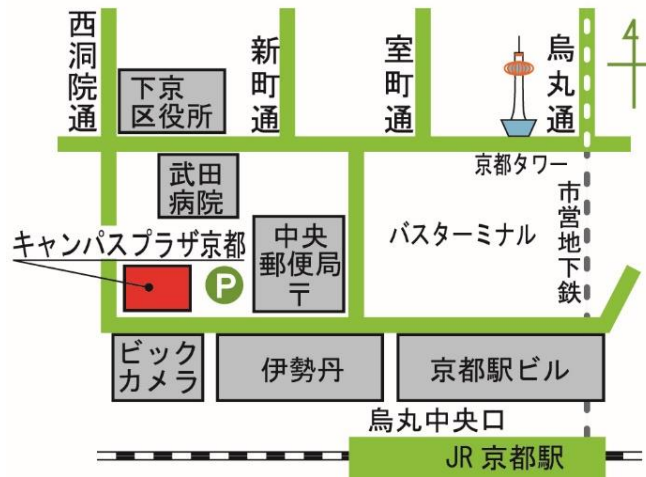 西洞院通
新町通
室町通
烏丸通
4
下京
区役所
京都タワー
武田
病院
市営地下鉄
キャンパスプラザ京都
P
中央
郵便局
〒
バスターミナル
ビック
カメラ
伊勢丹
京都駅ビル
烏丸中央口
JR京都駅